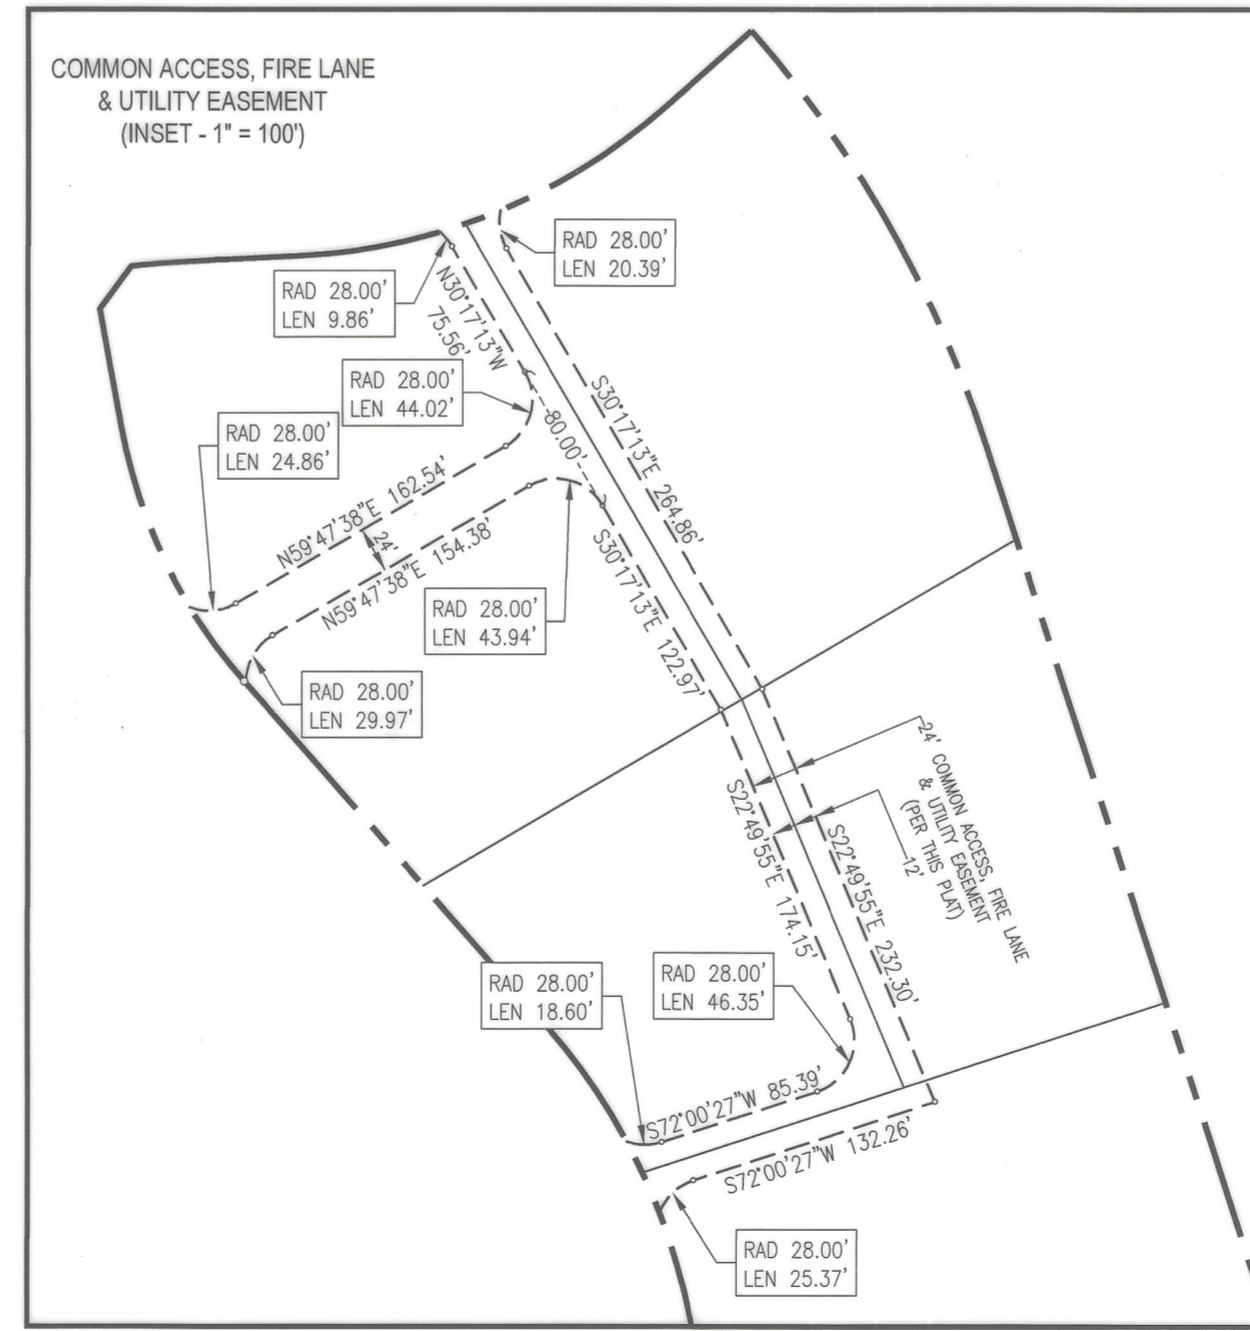 COMMON ACCESS, FIRE LANE
& UTILITY EASEMENT
(INSET - 1" = 100')
RAD 28.00'
LEN 20.39'
RAD 28.00'
LEN 9.86'
N30°17'13"W
75.56'
RAD 28.00'
LEN 44.02'
80.00'
S30°17'13"E 264.86'
RAD 28.00'
LEN 24.86'
N59°47'38"E 162.54'
24'
N59°47'38"E 154.38'
RAD 28.00'
LEN 43.94'
S30°17'13"E 122.97'
RAD 28.00'
LEN 29.97'
24' COMMON ACCESS, FIRE LANE
& UTILITY EASEMENT
(PER THIS PLAT)
12'
S22°49'55"E 174.15'
S22°49'55"E 232.30'
RAD 28.00'
LEN 18.60'
RAD 28.00'
LEN 46.35'
S72°00'27"W 85.39'
S72°00'27"W 132.26'
RAD 28.00'
LEN 25.37'